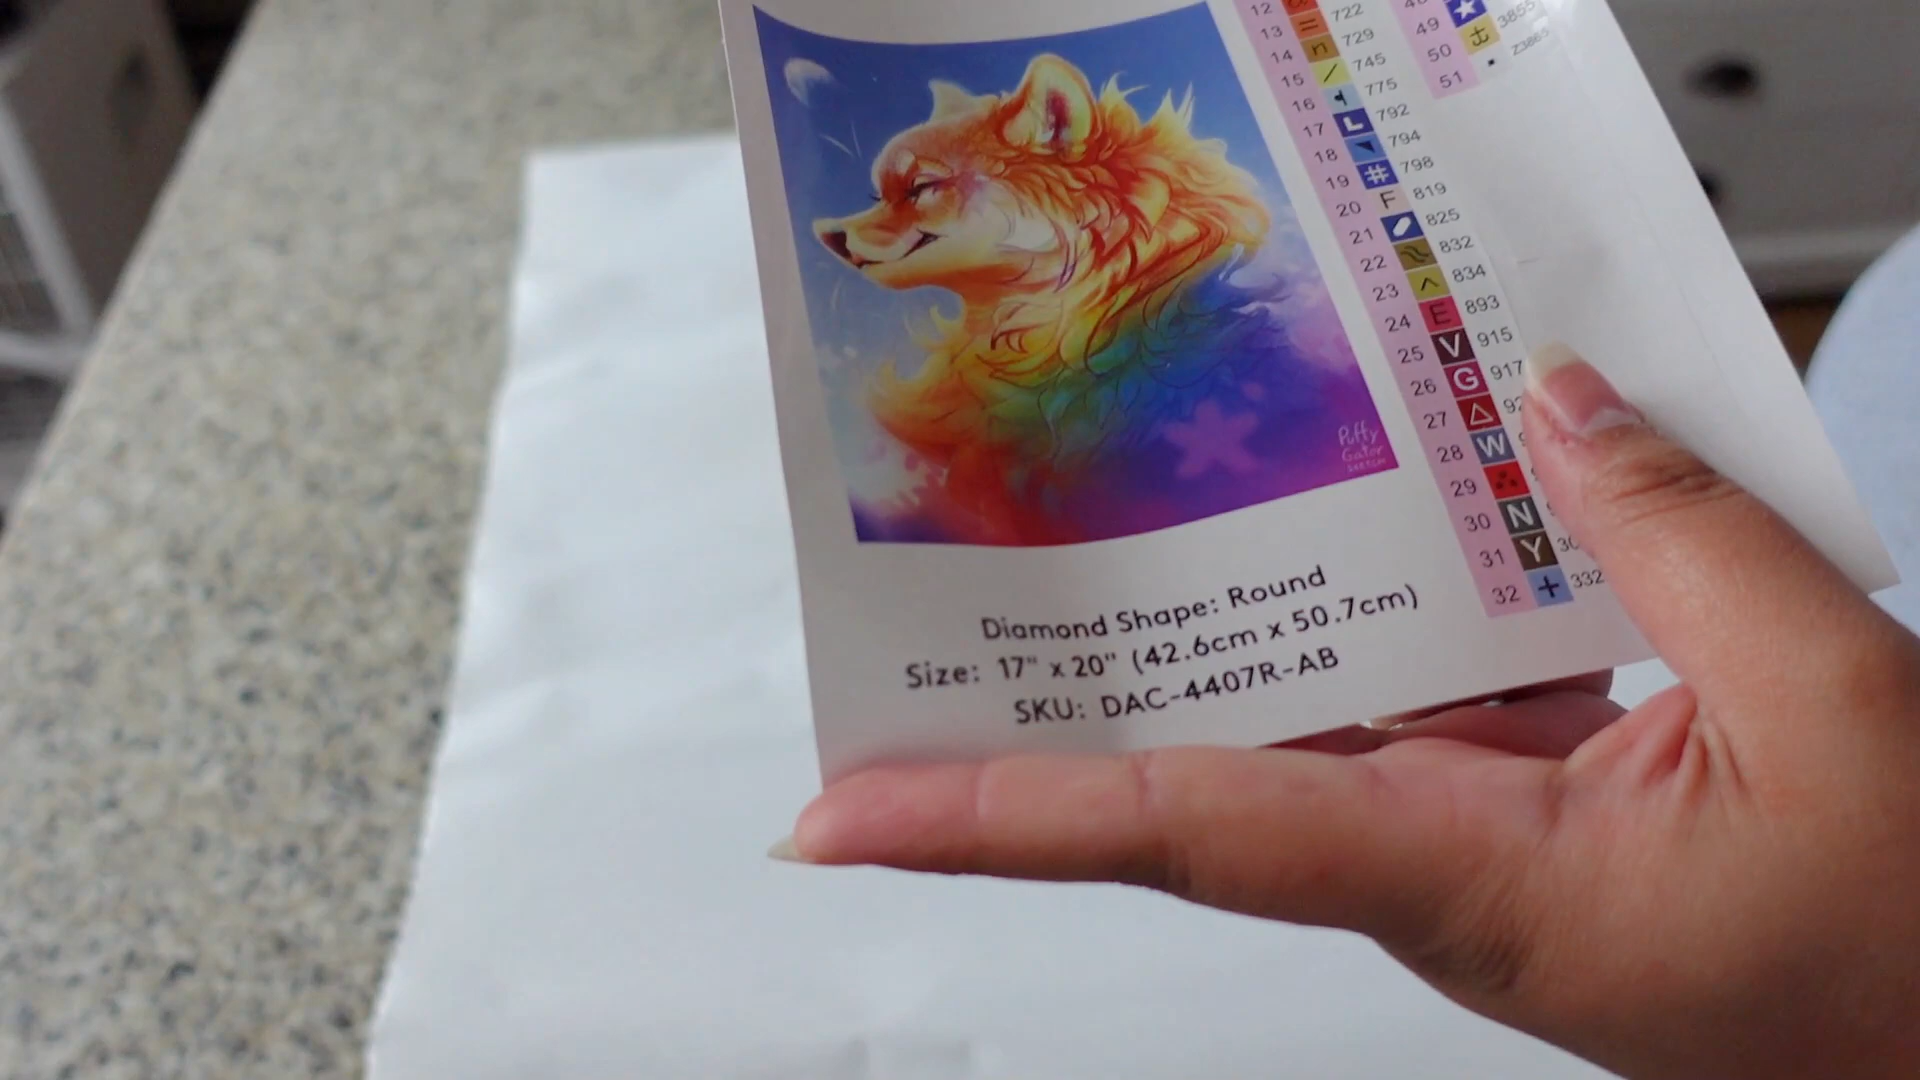 12 722
13 = 729
14 n 745
15 / 775
16 792
17 L 794
18 798
19 # 819
20 F 825
21 832
22 834
23 ^ 893
24 E 915
25 V 917
26 G
27 △
28 W
29
30 N
31 Y
32 + 332
49 ★ 3855
50
51
Puffy
Gator
SKETCH
Diamond Shape: Round
Size: 17" x 20" (42.6cm x 50.7cm)
SKU: DAC-4407R-AB